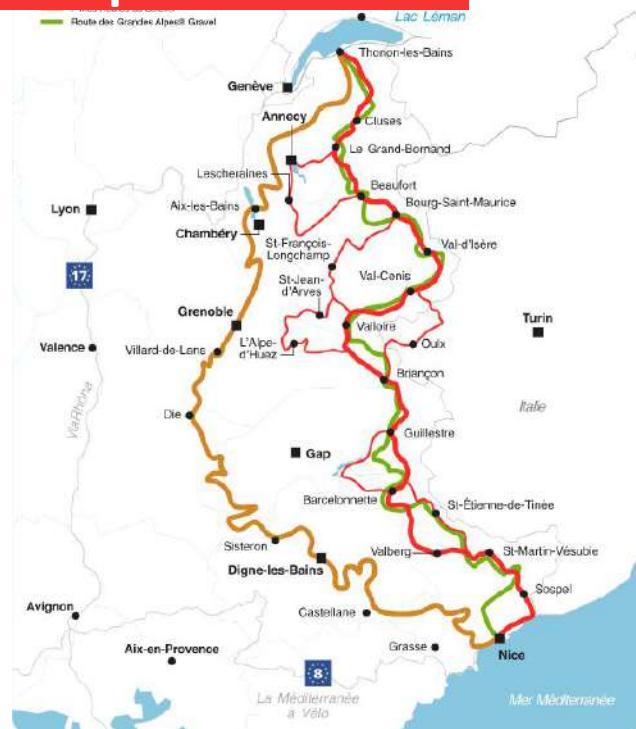 Route des Grandes Alpes® Gravel
Lac Léman
Thonon-les-Bains
Genève
Annecy
Cluses
Le Grand-Bornand
Lescheraines
Beaufort
Lyon
Aix-les-Bains
Bourg-Saint-Maurice
Chambéry
Val-d'Isère
St-François-
Longchamp
Val-Cenis
17
St-Jean-
d'Arves
Grenoble
Valloire
Turin
Valence
Villard-de-Lans
L'Alpe-
d'Huez
Oulx
Briançon
ViaRhôna
Italie
Die
Guillestre
Gap
Barcelonnette
St-Étienne-de-Tinée
Sisteron
Valberg
St-Martin-Vésubie
Digne-les-Bains
Sospel
Avignon
Castellane
Aix-en-Provence
Grasse
Nice
8
La Méditerranée
à Vélo
Mer Méditerranée